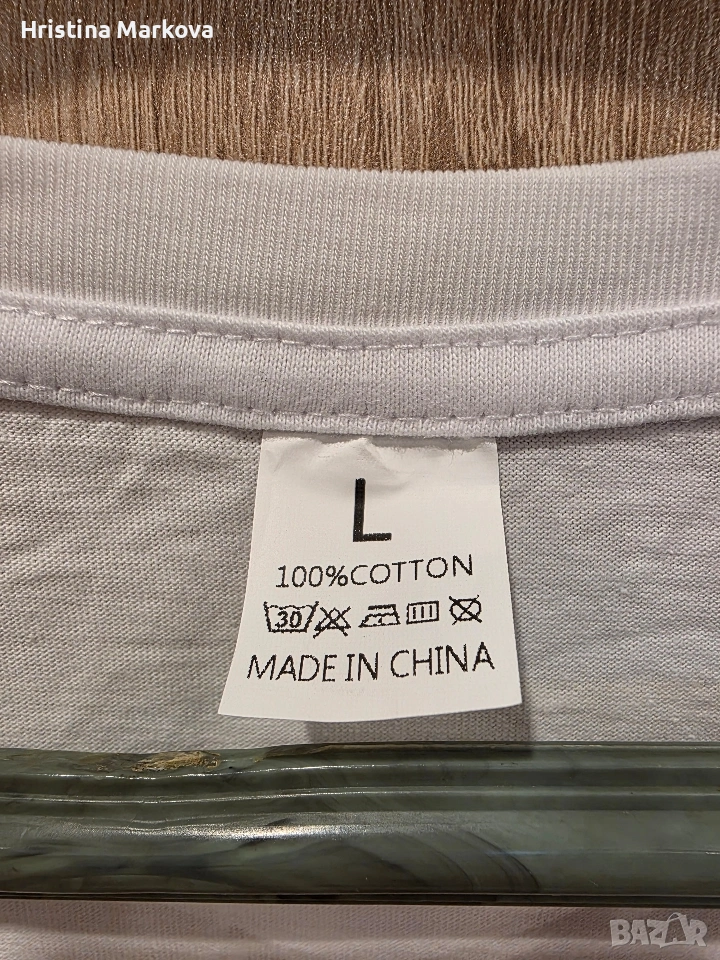 Hristina Markova
L
100%COTTON
30
MADE IN CHINA
BAZAR